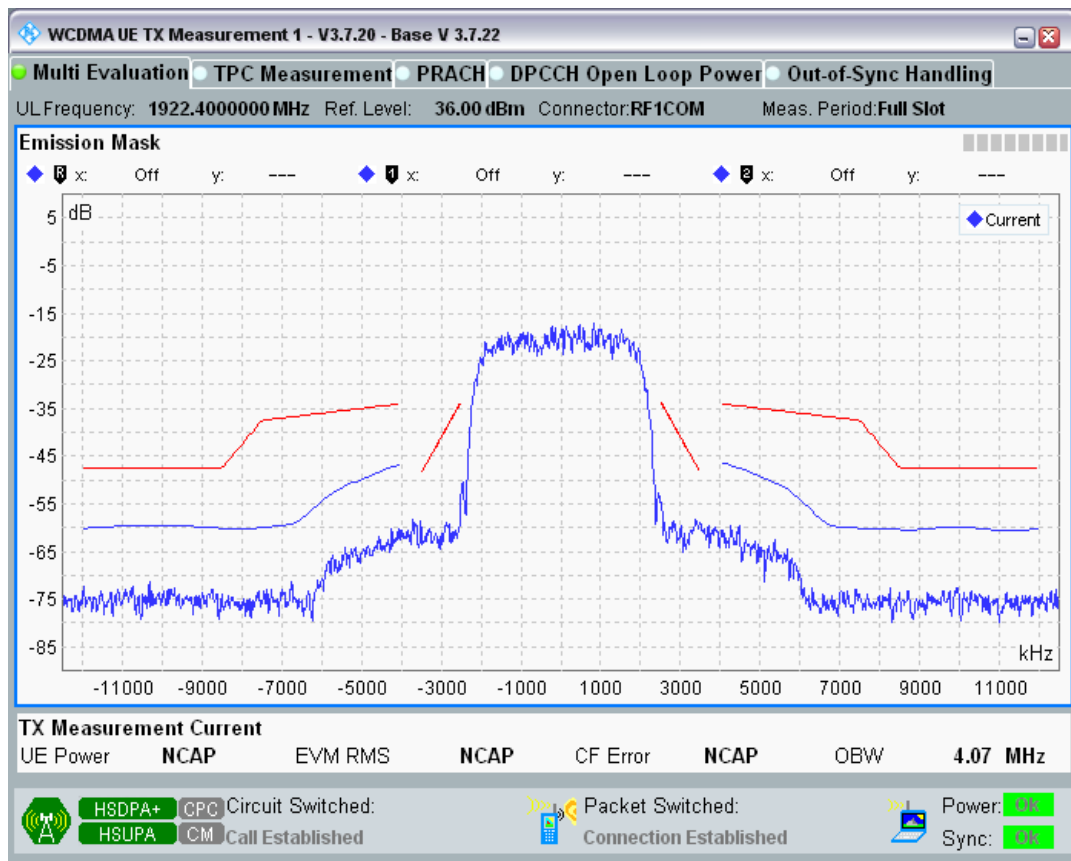 WCDMA UE TX Measurement 1 - V3.7.20 - Base V 3.7.22
Multi Evaluation TPC Measurement PRACH DPCCH Open Loop Power Out-of-Sync Handling
UL Frequency: 1922.4000000 MHz Ref. Level: 36.00 dBm Connector:RF1COM Meas. Period:Full Slot
Emission Mask
R x: Off y: --- 1 x: Off y: --- 2 x: Off y: ---
dB
Current
5
-5
-15
-25
-35
-45
-55
-65
-75
-85
kHz
-11000 -9000 -7000 -5000 -3000 -1000 1000 3000 5000 7000 9000 11000
TX Measurement Current
UE Power NCAP EVM RMS NCAP CF Error NCAP OBW 4.07 MHz
HSDPA+ CPC Circuit Switched: Packet Switched: Power: OK
HSUPA CM Call Established Connection Established Sync: OK